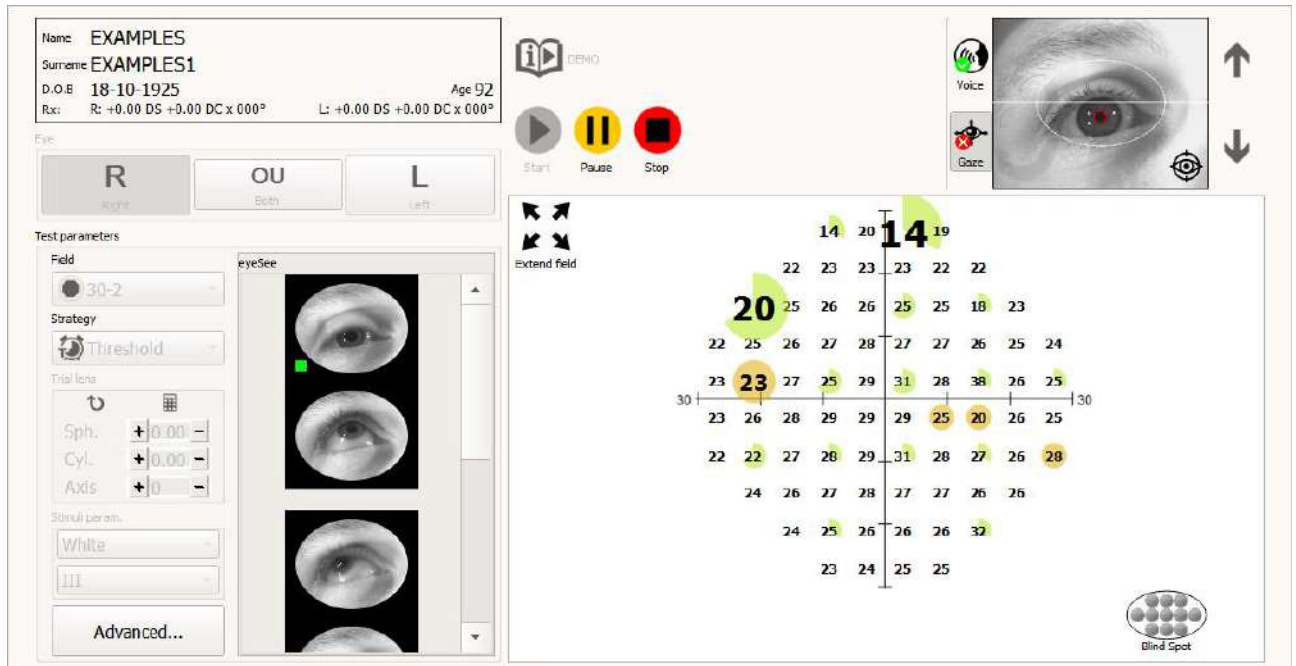 Name EXAMPLES
Surname EXAMPLES1
D.O.B 18-10-1925 Age 92
Rx: R: +0.00 DS +0.00 DC x 000° L: +0.00 DS +0.00 DC x 000°
Eye
R OU L
Right Both Left
Test parameters
Field
30-2
Strategy
Threshold
Trial lens
Sph. + 0.00 -
Cyl. + 0.00 -
Axis + 0 -
Stimuli param.
White
III
Advanced...
eyeSee
DEMO
Start Pause Stop
Voice
Gaze
Extend field
14 20 14 19
22 23 23 23 22 22
20 25 26 26 25 25 18 23
22 25 26 27 28 27 27 26 25 24
23 23 27 25 29 31 28 38 26 25
30 30
23 26 28 29 29 29 25 20 26 25
22 22 27 28 29 31 28 27 26 28
24 26 27 28 27 27 26 26
24 25 26 26 26 32
23 24 25 25
Blind Spot